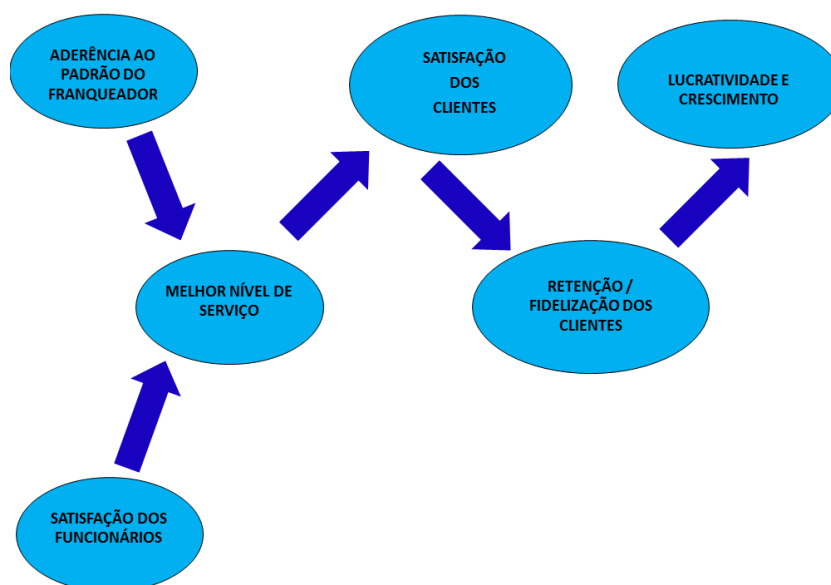 ADERÊNCIA AO
PADRÃO DO
FRANQUEADOR
SATISFAÇÃO
DOS
CLIENTES
LUCRATIVIDADE E
CRESCIMENTO
MELHOR NÍVEL DE
SERVIÇO
RETENÇÃO /
FIDELIZAÇÃO DOS
CLIENTES
SATISFAÇÃO DOS
FUNCIONÁRIOS